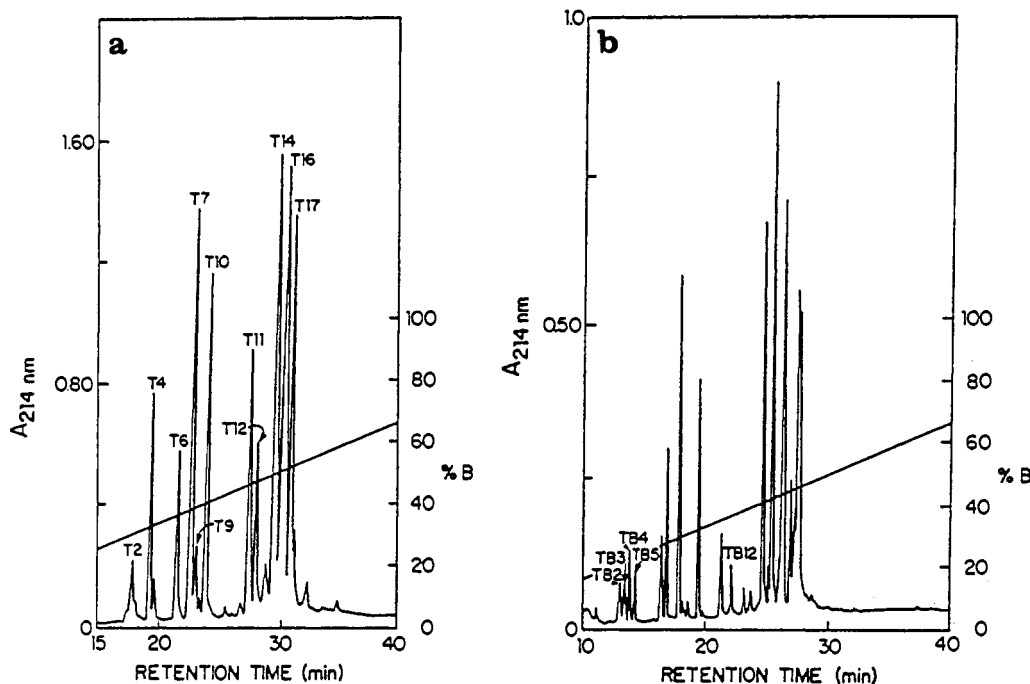 a
A214 nm
1.60
0.80
0
T2
T4
T6
T7
T9
T10
T11
T12
T14
T16
T17
100
80
60
% B
40
20
0
15
20
30
40
RETENTION TIME (min)
b
A214 nm
1.0
0.50
0
TB2
TB3
TB4
TB5
TB12
100
80
60
% B
40
20
0
10
20
30
40
RETENTION TIME (min)